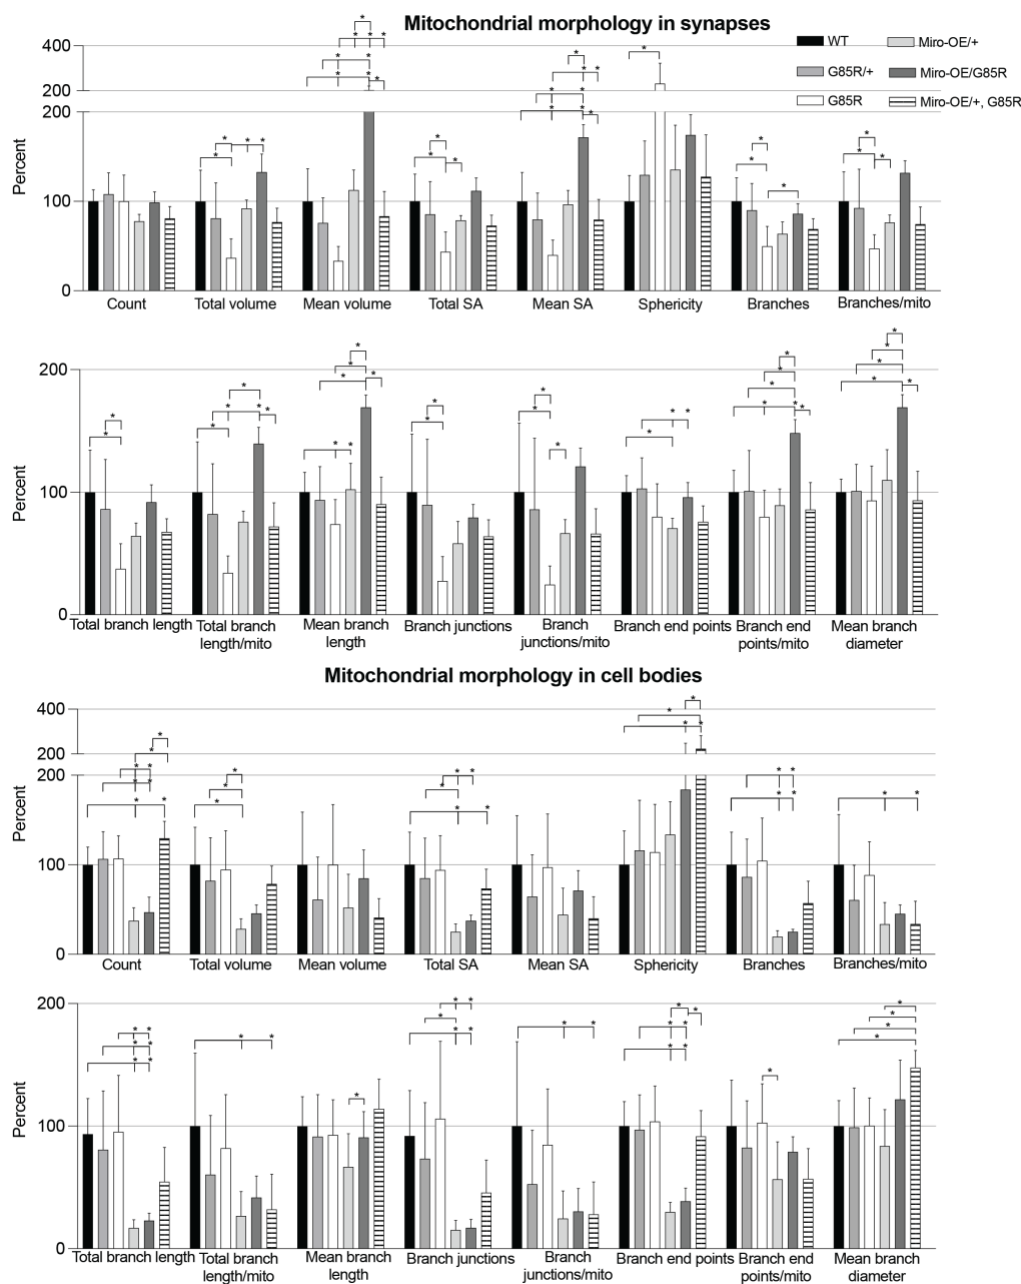 Mitochondrial morphology in synapses
WT
Miro-OE/+
G85R/+
Miro-OE/G85R
G85R
Miro-OE/+, G85R
400
200
200
100
0
Percent
Count
Total volume
Mean volume
Total SA
Mean SA
Sphericity
Branches
Branches/mito
200
100
0
Percent
Total branch length
Total branch
length/mito
Mean branch
length
Branch junctions
Branch
junctions/mito
Branch end points
Branch end
points/mito
Mean branch
diameter
Mitochondrial morphology in cell bodies
400
200
200
100
0
Percent
Count
Total volume
Mean volume
Total SA
Mean SA
Sphericity
Branches
Branches/mito
200
100
0
Percent
Total branch length
Total branch
length/mito
Mean branch
length
Branch junctions
Branch
junctions/mito
Branch end points
Branch end
points/mito
Mean branch
diameter